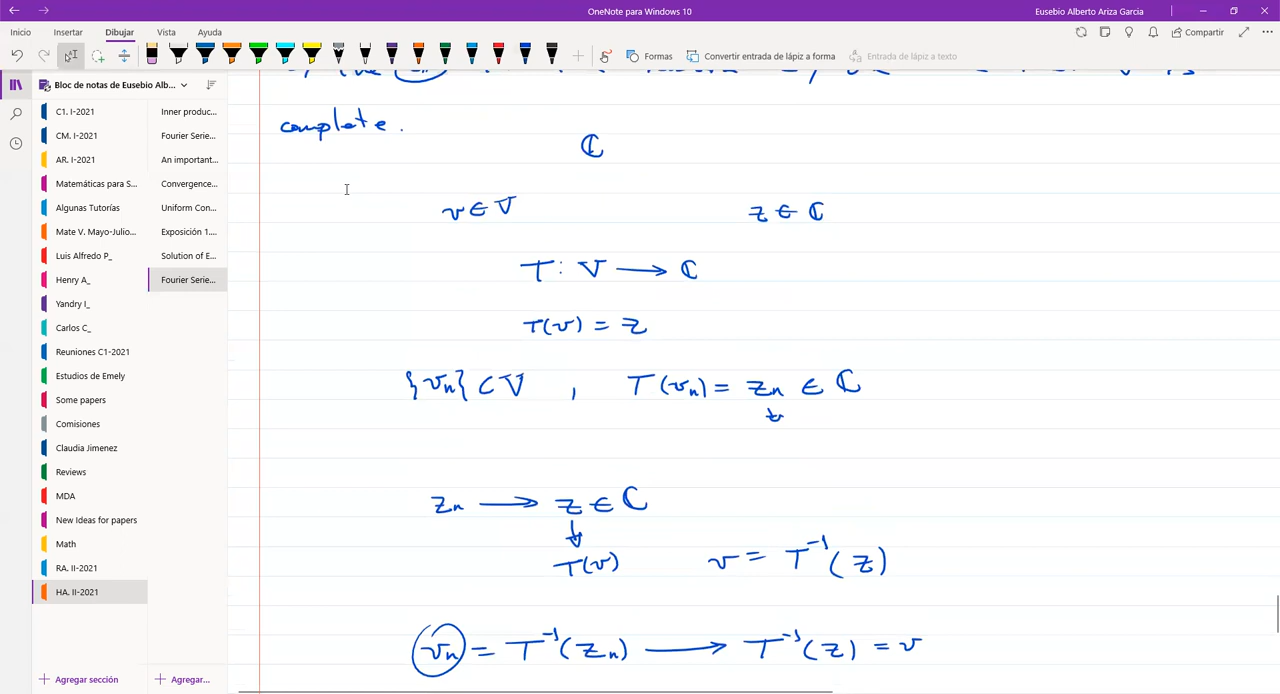 OneNote para Windows 10
Eusebio Alberto Ariza Garcia
Inicio Insertar Dibujar Vista Ayuda
Compartir
Formas Convertir entrada de lápiz a forma Entrada de lápiz a texto
Bloc de notas de Eusebio Alb...
C1. I-2021
CM. I-2021
AR. I-2021
Matemáticas para S...
Algunas Tutorías
Mate V. Mayo-Julio...
Luis Alfredo P_
Henry A_
Yandry I_
Carlos C_
Reuniones C1-2021
Estudios de Emely
Some papers
Comisiones
Claudia Jimenez
Reviews
MDA
New Ideas for papers
Math
RA. II-2021
HA. II-2021
Agregar sección
Inner produc...
Fourier Serie...
An important...
Convergence...
Uniform Con...
Exposición 1....
Solution of E...
Fourier Serie...
Agregar...
complete.
ℂ
v ∈ V z ∈ ℂ
T : V ⟶ ℂ
T(v) = z
{vn} ⊂ V , T(vn) = zn ∈ ℂ
zn ⟶ z ∈ ℂ
↓
T(v) v = T⁻¹(z)
vn = T⁻¹(zn) ⟶ T⁻¹(z) = v